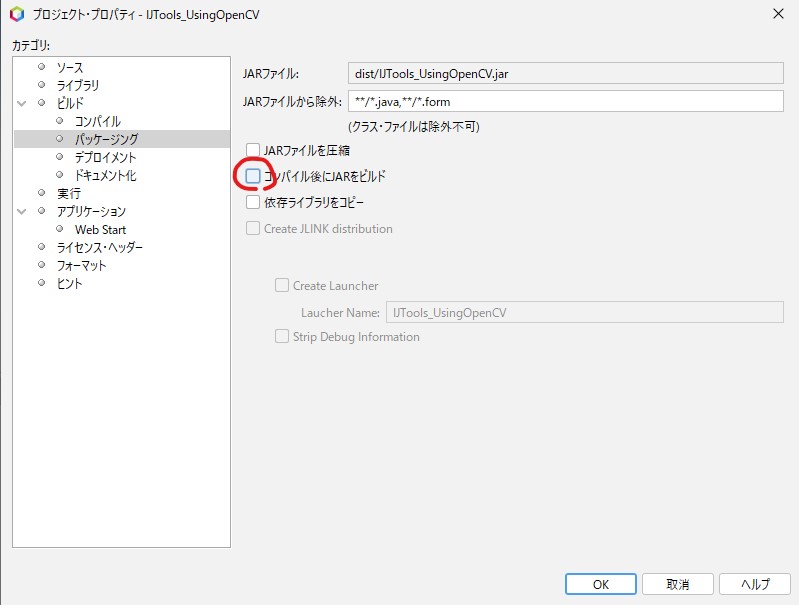 プロジェクト・プロパティ - IJTools_UsingOpenCV
カテゴリ:
ソース
ライブラリ
ビルド
コンパイル
パッケージング
デプロイメント
ドキュメント化
実行
アプリケーション
Web Start
ライセンス・ヘッダー
フォーマット
ヒント
JARファイル: dist/IJTools_UsingOpenCV.jar
JARファイルから除外: **/*.java,**/*.form
(クラス・ファイルは除外不可)
JARファイルを圧縮
コンパイル後にJARをビルド
依存ライブラリをコピー
Create JLINK distribution
Create Launcher
Laucher Name: IJTools_UsingOpenCV
Strip Debug Information
OK 取消 ヘルプ